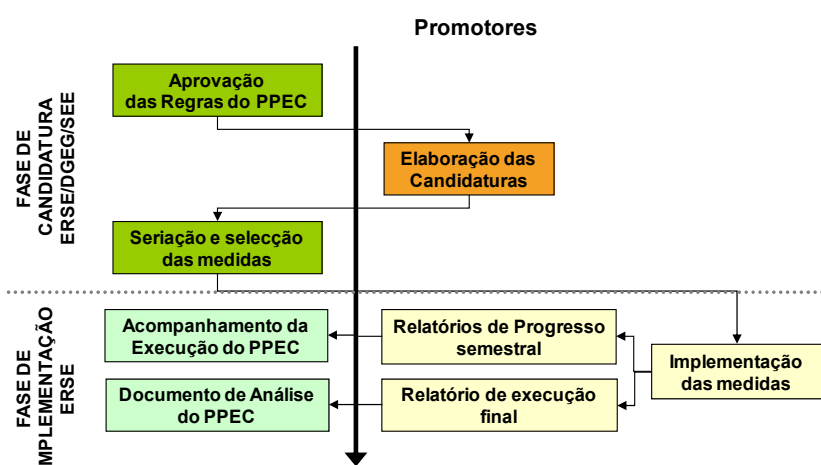 Promotores
FASE DE
CANDIDATURA
ERSE/DGEG/SEE
Aprovação
das Regras do PPEC
Elaboração das
Candidaturas
Seriação e selecção
das medidas
FASE DE
MPLEMENTAÇÃO
ERSE
Acompanhamento da
Execução do PPEC
Relatórios de Progresso
semestral
Implementação
das medidas
Documento de Análise
do PPEC
Relatório de execução
final